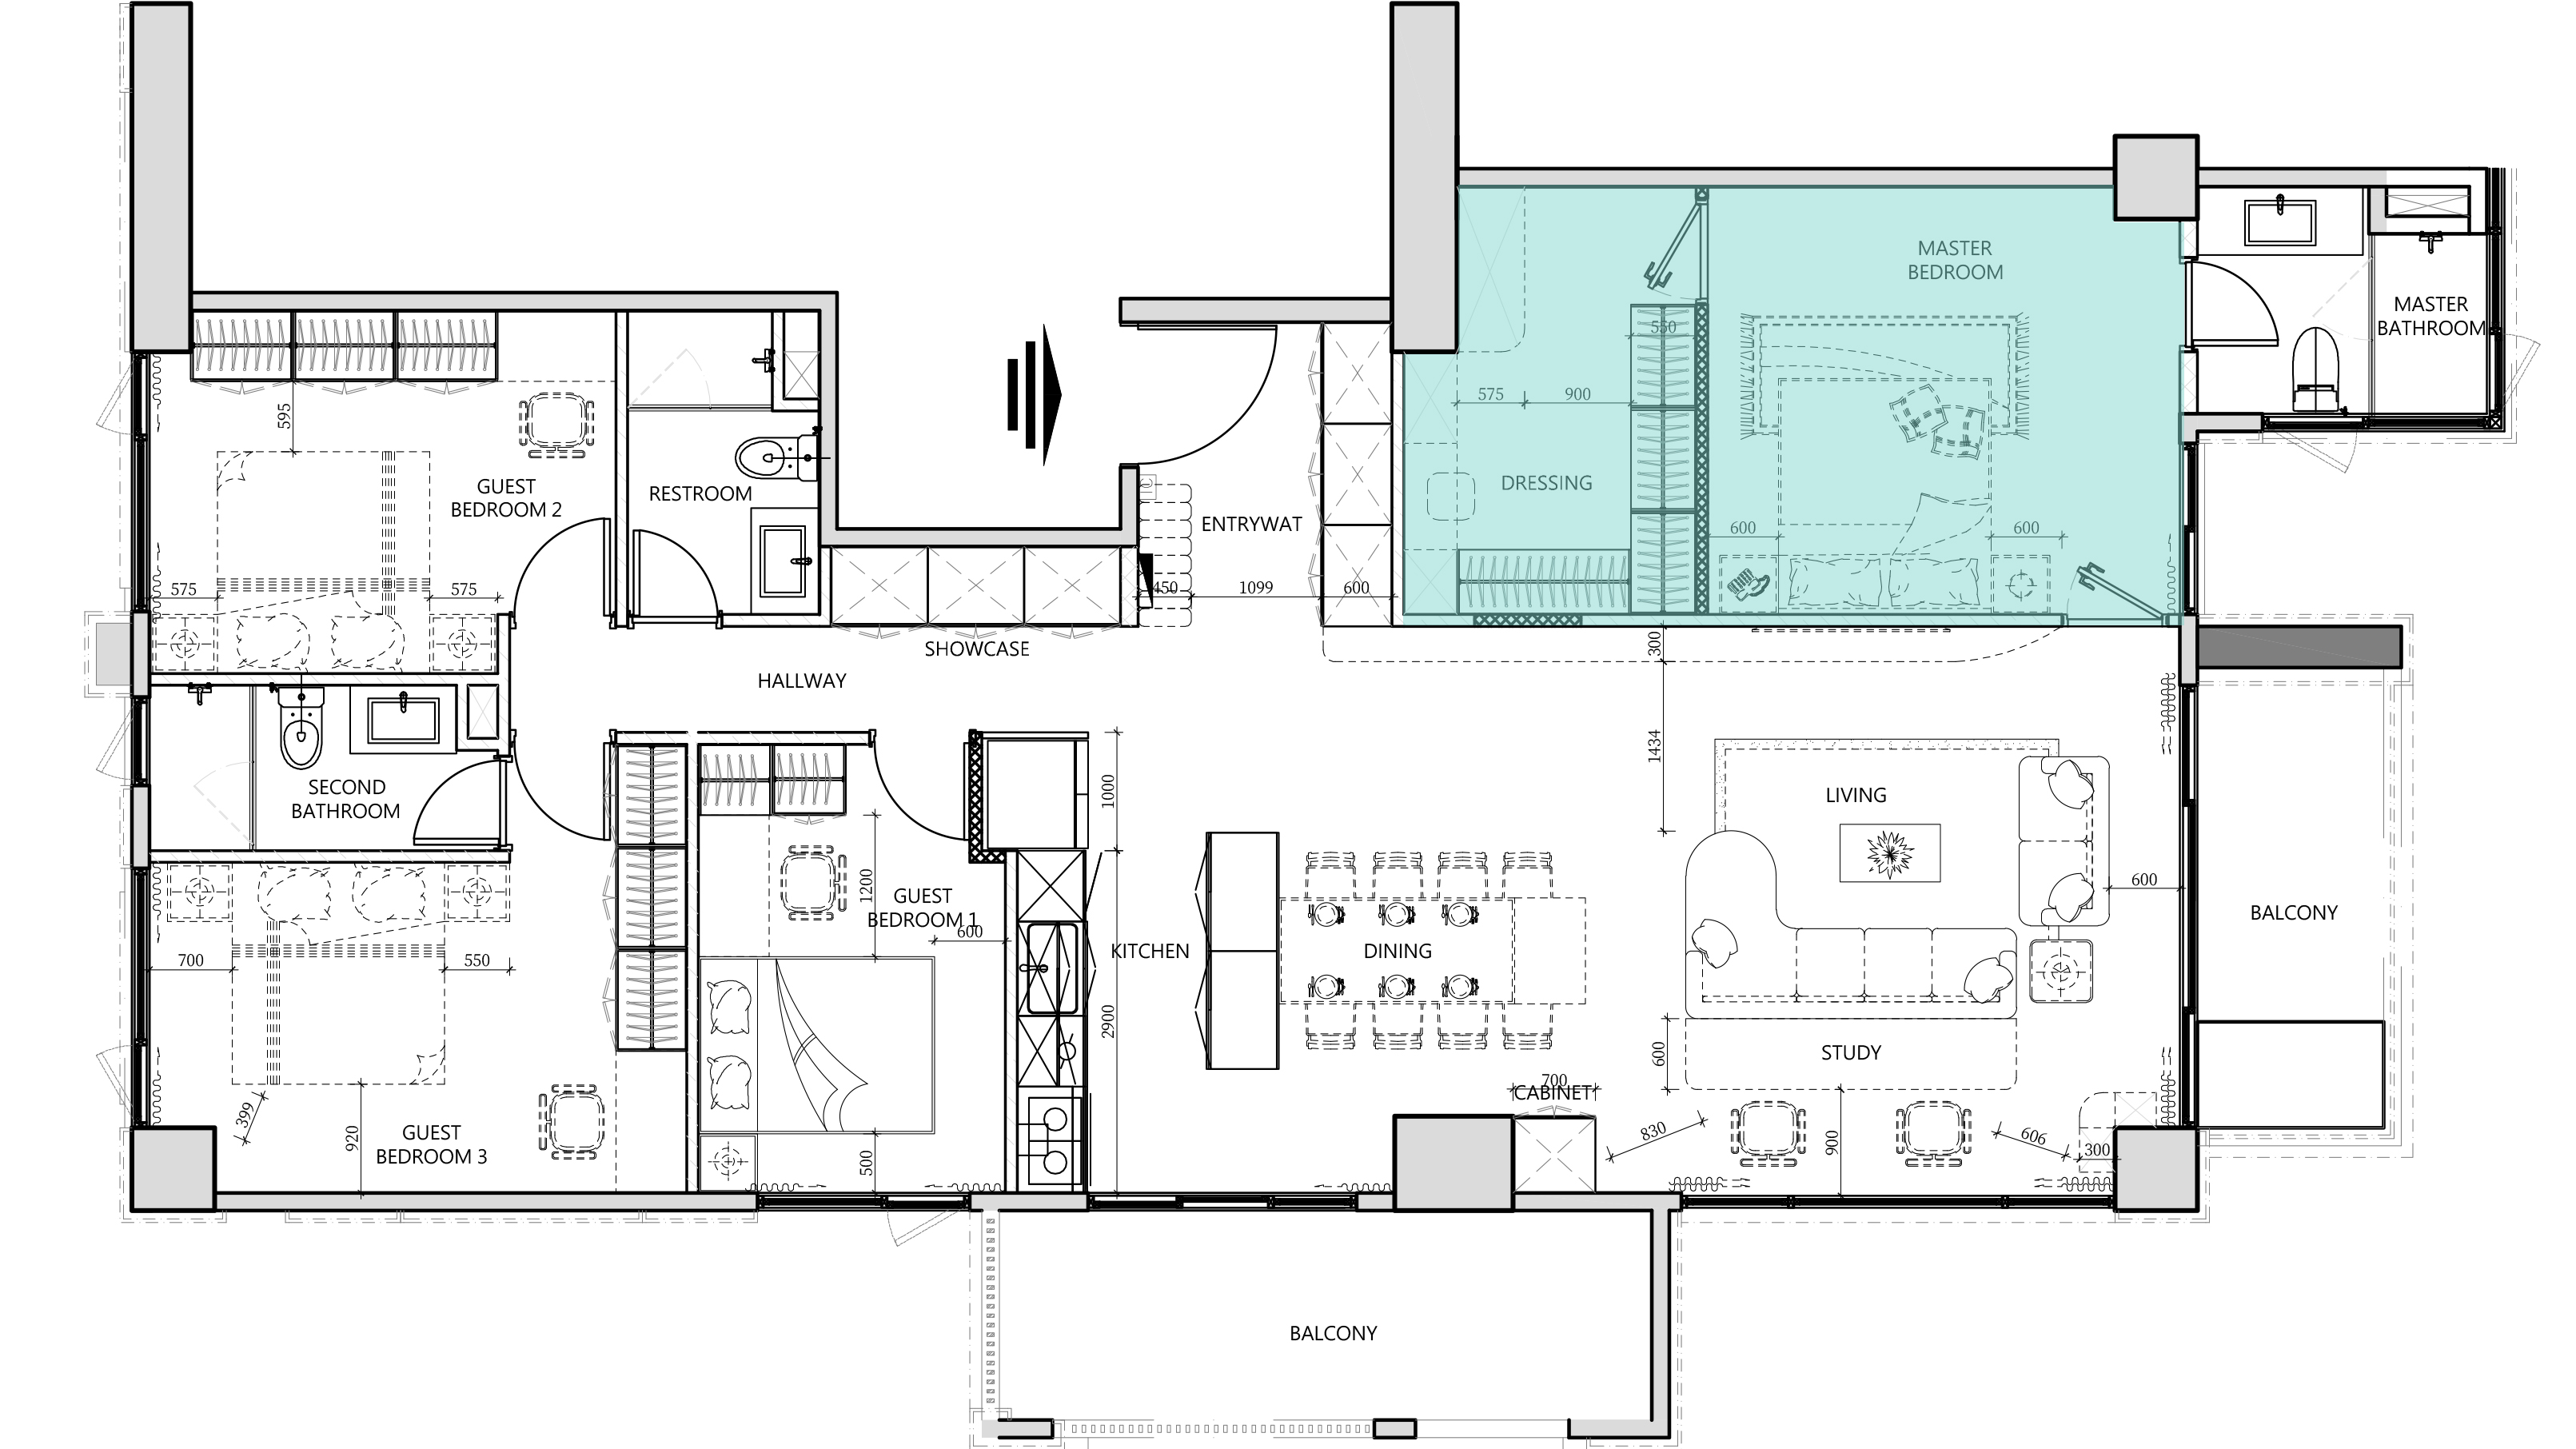 MASTER
BEDROOM
MASTER
BATHROOM
550
575
900
DRESSING
600
600
595
GUEST
BEDROOM 2
RESTROOM
ENTRYWAT
575
575
450
1099
600
SHOWCASE
300
HALLWAY
1434
1000
SECOND
BATHROOM
LIVING
1200
GUEST
BEDROOM 1
600
600
BALCONY
KITCHEN
DINING
700
550
2900
600
STUDY
700
CABINET
399
920
GUEST
BEDROOM 3
500
830
900
606
300
BALCONY